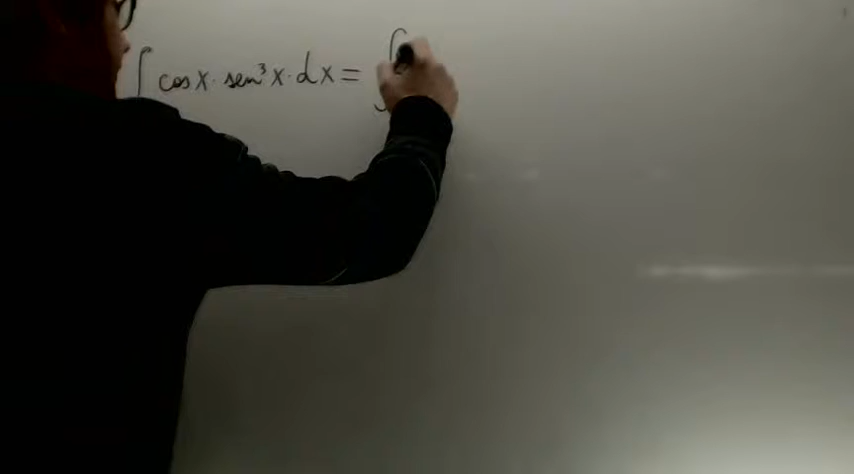 ∫ cos x · sen³ x · dx = ∫